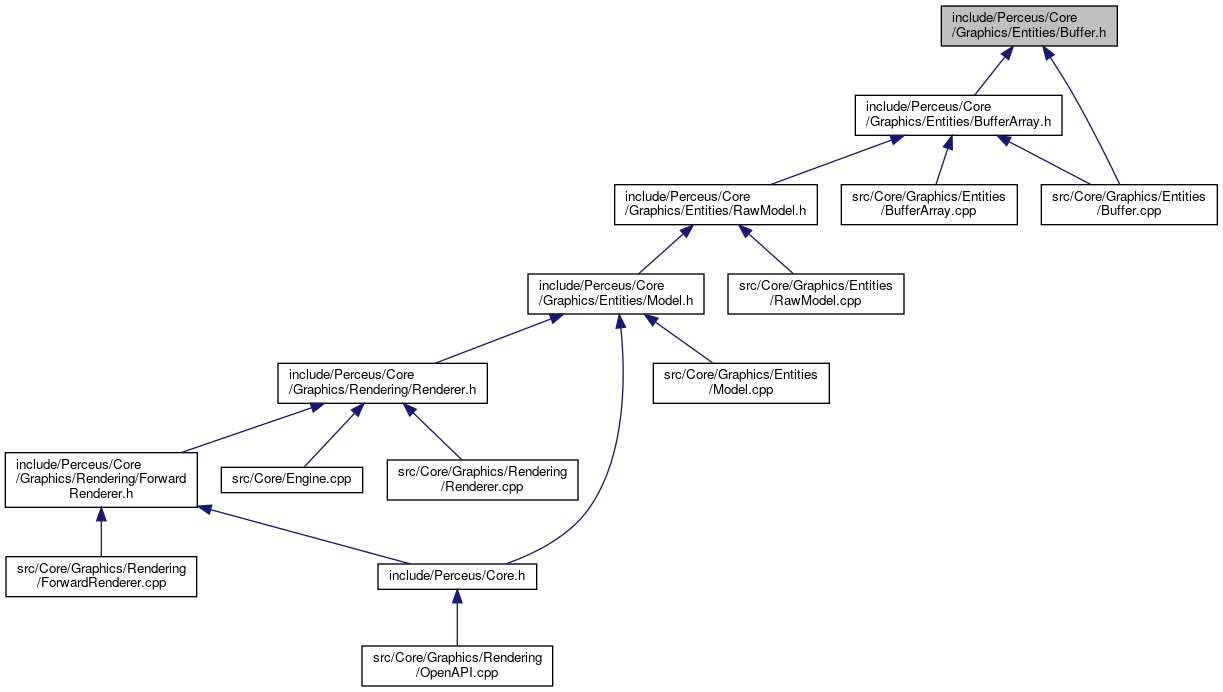 include/Perceus/Core
/Graphics/Entities/Buffer.h
include/Perceus/Core
/Graphics/Entities/BufferArray.h
include/Perceus/Core
/Graphics/Entities/RawModel.h
src/Core/Graphics/Entities
/BufferArray.cpp
src/Core/Graphics/Entities
/Buffer.cpp
include/Perceus/Core
/Graphics/Entities/Model.h
src/Core/Graphics/Entities
/RawModel.cpp
include/Perceus/Core
/Graphics/Rendering/Renderer.h
src/Core/Graphics/Entities
/Model.cpp
include/Perceus/Core
/Graphics/Rendering/Forward
Renderer.h
src/Core/Engine.cpp
src/Core/Graphics/Rendering
/Renderer.cpp
src/Core/Graphics/Rendering
/ForwardRenderer.cpp
include/Perceus/Core.h
src/Core/Graphics/Rendering
/OpenAPI.cpp